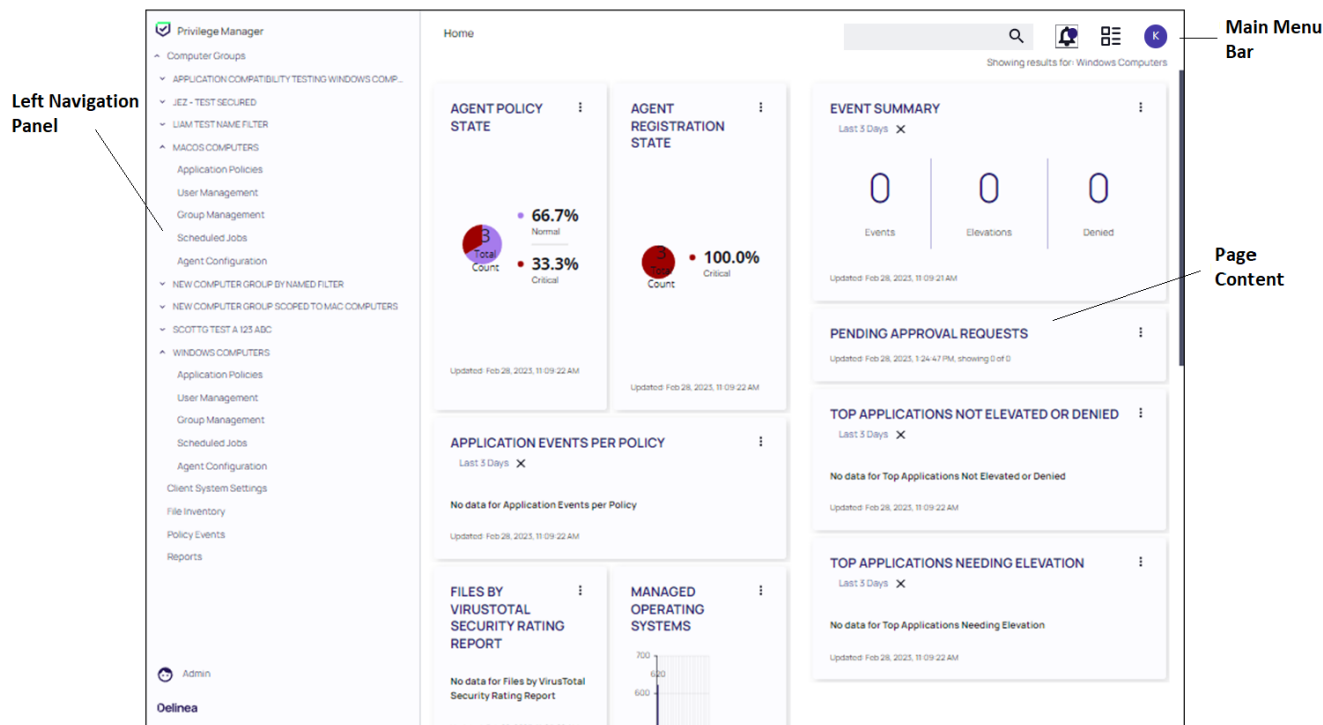 Left Navigation
Panel
Privilege Manager
Computer Groups
APPLICATION COMPATIBILITY TESTING WINDOWS COMP...
JEZ - TEST SECURED
LIAM TEST NAME FILTER
MACOS COMPUTERS
Application Policies
User Management
Group Management
Scheduled Jobs
Agent Configuration
NEW COMPUTER GROUP BY NAMED FILTER
NEW COMPUTER GROUP SCOPED TO MAC COMPUTERS
SCOTTG TEST A 123 ABC
WINDOWS COMPUTERS
Application Policies
User Management
Group Management
Scheduled Jobs
Agent Configuration
Client System Settings
File Inventory
Policy Events
Reports
Admin
Delinea
Home
K
Main Menu
Bar
Showing results for: Windows Computers
AGENT POLICY
STATE
3
Total
Count
66.7%
Normal
33.3%
Critical
Updated: Feb 28, 2023, 11:09:22 AM
AGENT
REGISTRATION
STATE
3
Total
Count
100.0%
Critical
Updated: Feb 28, 2023, 11:09:22 AM
EVENT SUMMARY
Last 3 Days
0
0
0
Events
Elevations
Denied
Updated: Feb 28, 2023, 11:09:21 AM
Page
Content
PENDING APPROVAL REQUESTS
Updated: Feb 28, 2023, 1:24:47 PM, showing 0 of 0
APPLICATION EVENTS PER POLICY
Last 3 Days
No data for Application Events per Policy
Updated: Feb 28, 2023, 11:09:22 AM
TOP APPLICATIONS NOT ELEVATED OR DENIED
Last 3 Days
No data for Top Applications Not Elevated or Denied
Updated: Feb 28, 2023, 11:09:22 AM
TOP APPLICATIONS NEEDING ELEVATION
Last 3 Days
No data for Top Applications Needing Elevation
Updated: Feb 28, 2023, 11:09:22 AM
FILES BY
VIRUSTOTAL
SECURITY RATING
REPORT
No data for Files by VirusTotal
Security Rating Report
MANAGED
OPERATING
SYSTEMS
700
620
600